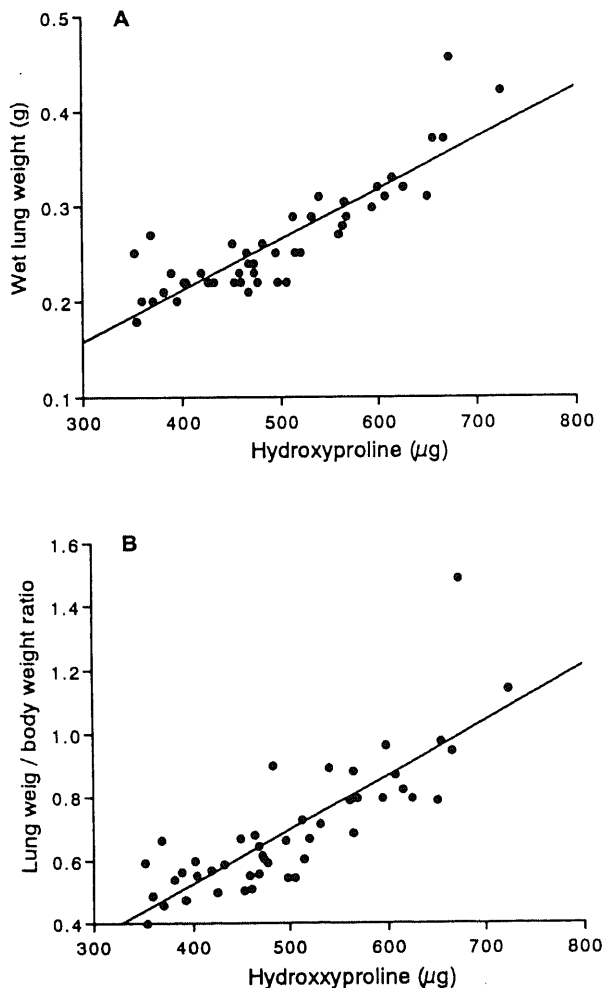 A
0.5
0.4
0.3
0.2
0.1
Wet lung weight (g)
300 400 500 600 700 800
Hydroxyproline (µg)
B
1.6
1.4
1.2
1.0
0.8
0.6
0.4
Lung weig / body weight ratio
300 400 500 600 700 800
Hydroxxyproline (µg)